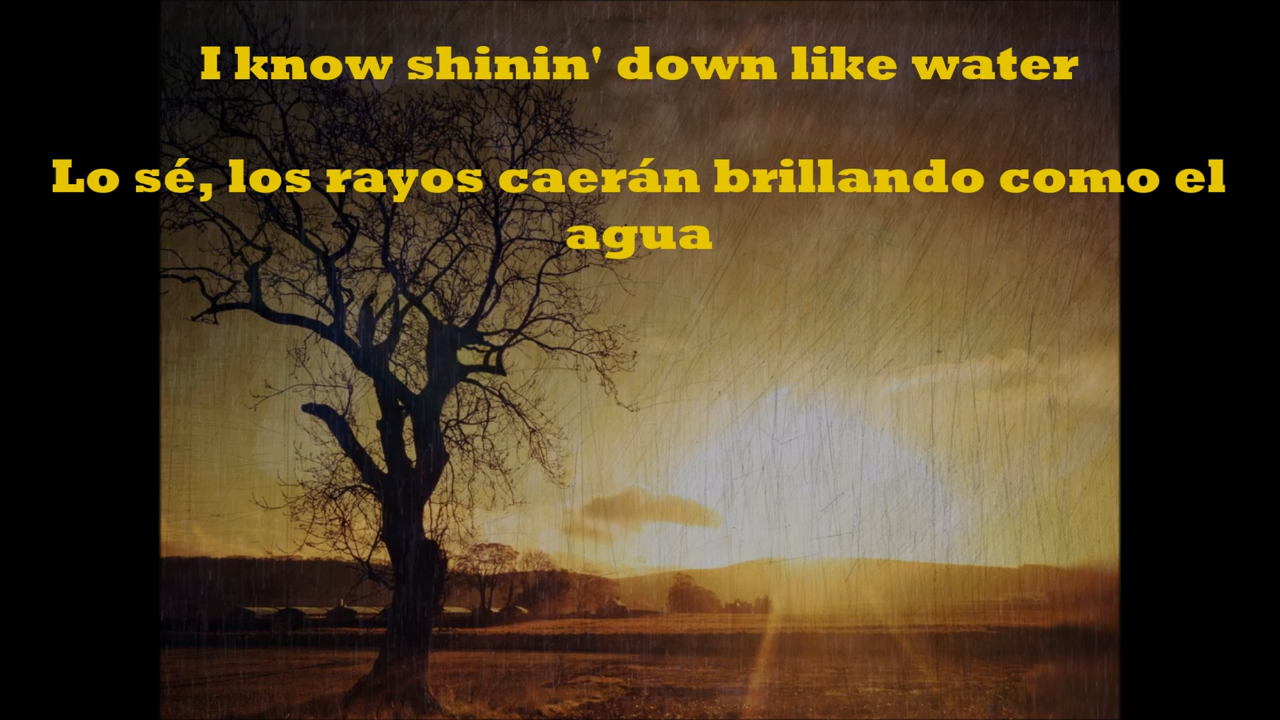 I know shinin' down like water
Lo sé, los rayos caerán brillando como el
agua